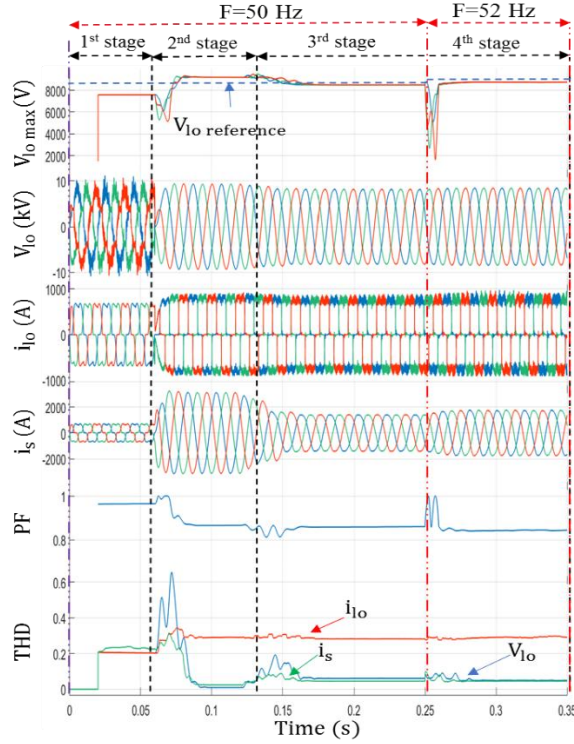 F=50 Hz F=52 Hz
1st stage 2nd stage 3rd stage 4th stage
Vlo max (V)
8000
6000
4000
2000
Vlo reference
Vlo (kV)
10
0
-10
ilo (A)
1000
0
-1000
is (A)
2000
0
-2000
PF
1
0.8
THD
0.6
0.4
0.2
0
ilo
is
Vlo
0 0.05 0.1 0.15 0.2 0.25 0.3 0.35
Time (s)